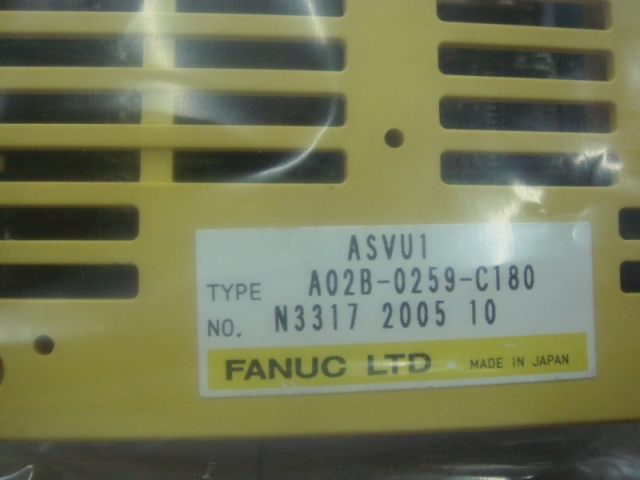 ASVU1
TYPE A02B-0259-C180
NO. N3317 2005 10
FANUC LTD MADE IN JAPAN